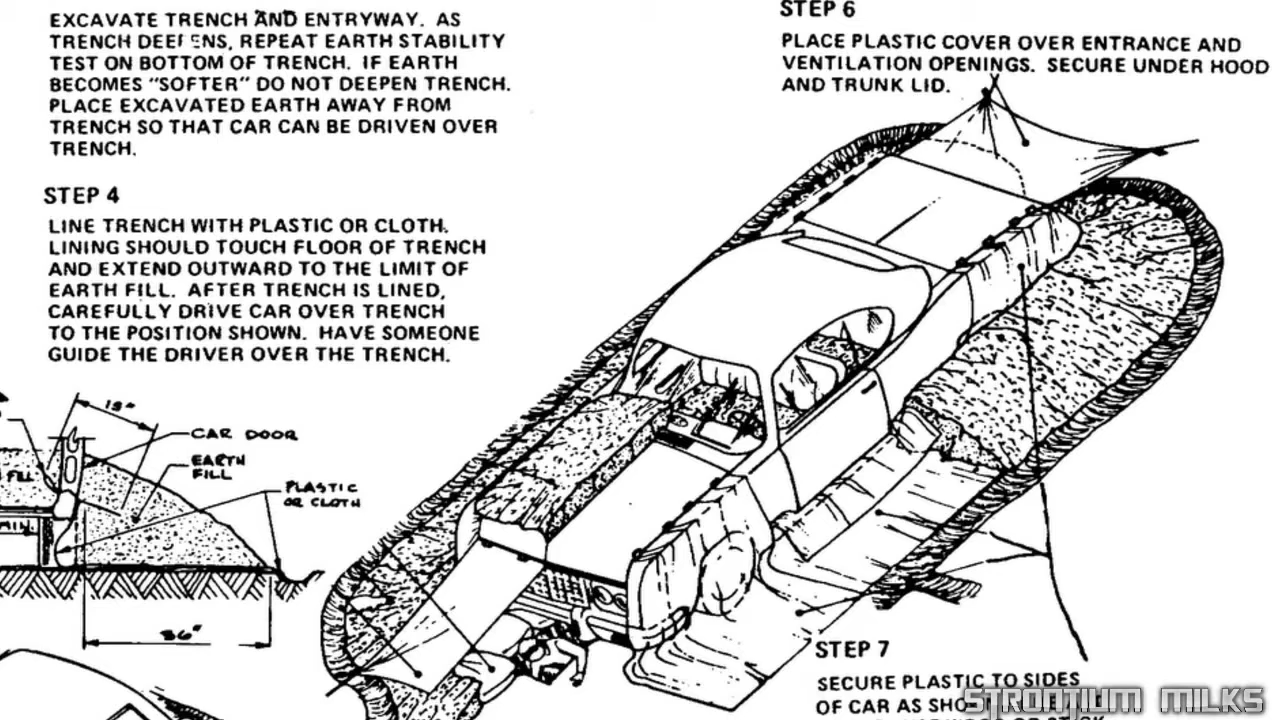 EXCAVATE TRENCH AND ENTRYWAY. AS
TRENCH DEEPENS, REPEAT EARTH STABILITY
TEST ON BOTTOM OF TRENCH. IF EARTH
BECOMES "SOFTER" DO NOT DEEPEN TRENCH.
PLACE EXCAVATED EARTH AWAY FROM
TRENCH SO THAT CAR CAN BE DRIVEN OVER
TRENCH.
STEP 4
LINE TRENCH WITH PLASTIC OR CLOTH.
LINING SHOULD TOUCH FLOOR OF TRENCH
AND EXTEND OUTWARD TO THE LIMIT OF
EARTH FILL. AFTER TRENCH IS LINED,
CAREFULLY DRIVE CAR OVER TRENCH
TO THE POSITION SHOWN. HAVE SOMEONE
GUIDE THE DRIVER OVER THE TRENCH.
CAR DOOR
EARTH
FILL
PLASTIC
OR CLOTH
FILL
MIN.
36"
STEP 6
PLACE PLASTIC COVER OVER ENTRANCE AND
VENTILATION OPENINGS. SECURE UNDER HOOD
AND TRUNK LID.
STEP 7
SECURE PLASTIC TO SIDES
OF CAR AS
STRONTIUM MILKS